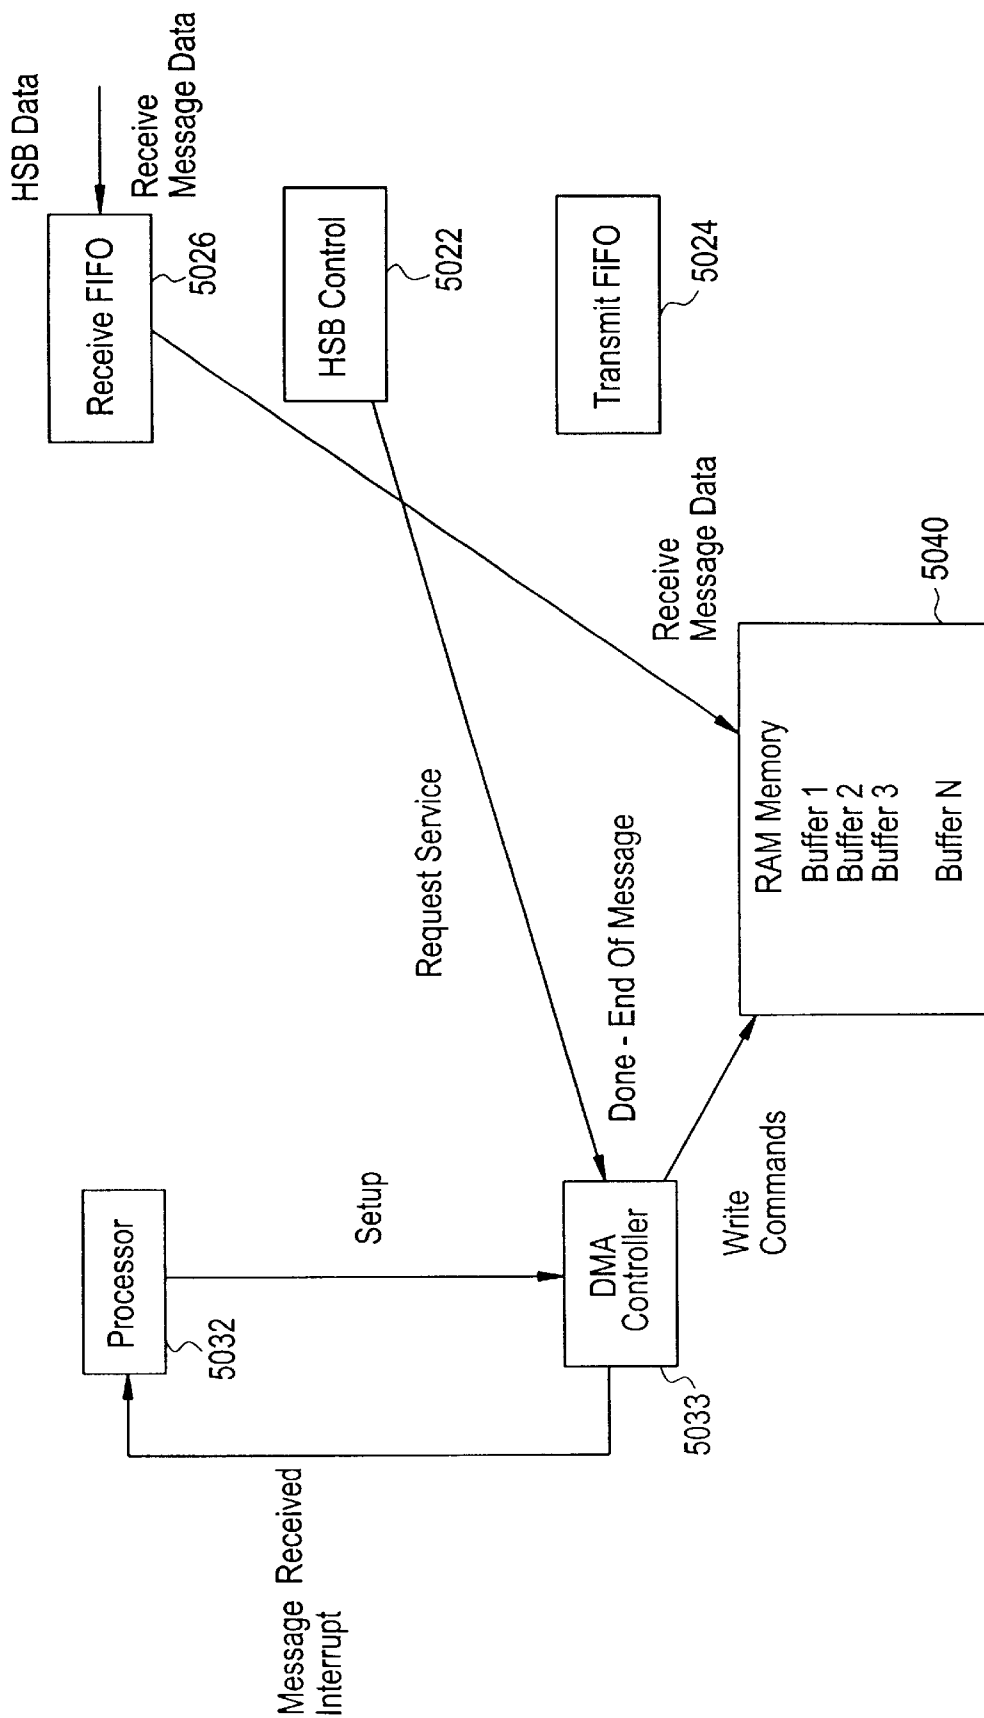 HSB Data
Receive
Message Data
Receive FIFO
5026
HSB Control
5022
Transmit FiFO
5024
Receive
Message Data
Request Service
Done - End Of Message
RAM Memory
Buffer 1
Buffer 2
Buffer 3
Buffer N
5040
Processor
5032
Setup
DMA
Controller
5033
Write
Commands
Message Received
Interrupt